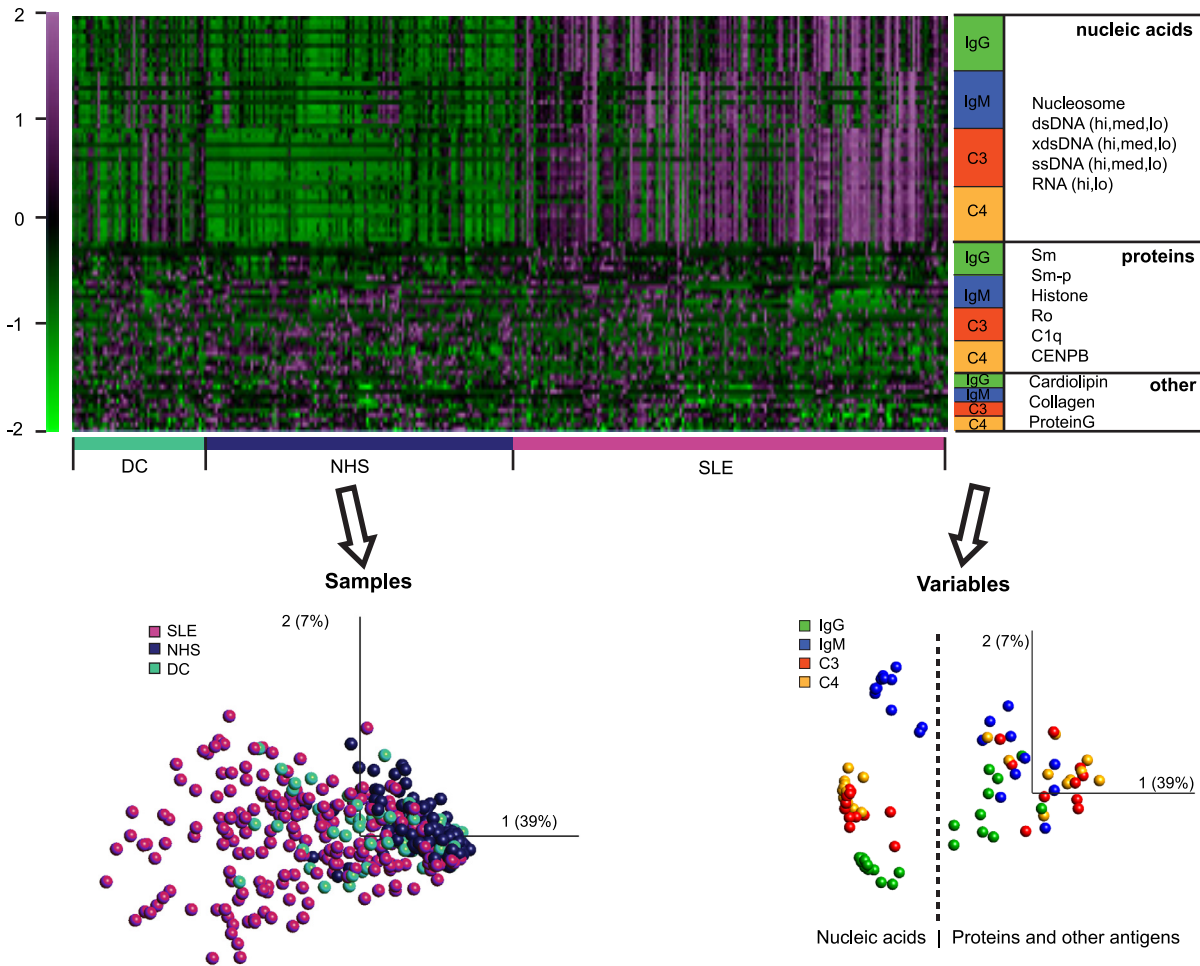 2
1
0
-1
-2
IgG
IgM
C3
C4
nucleic acids
Nucleosome
dsDNA (hi,med,lo)
xdsDNA (hi,med,lo)
ssDNA (hi,med,lo)
RNA (hi,lo)
IgG
IgM
C3
C4
proteins
Sm
Sm-p
Histone
Ro
C1q
CENPB
IgG
IgM
C3
C4
other
Cardiolipin
Collagen
ProteinG
DC
NHS
SLE
Samples
SLE
NHS
DC
2 (7%)
1 (39%)
Variables
IgG
IgM
C3
C4
2 (7%)
1 (39%)
Nucleic acids
Proteins and other antigens